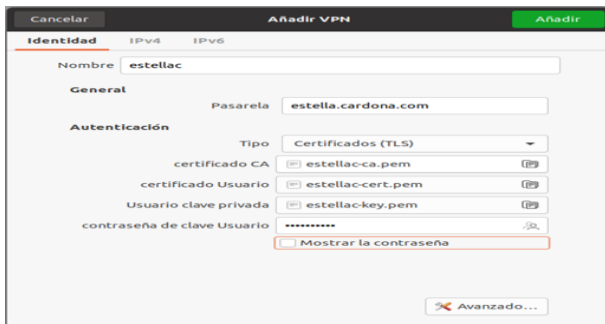 Cancelar Añadir VPN Añadir
Identidad IPv4 IPv6
Nombre estellac
General
Pasarela estella.cardona.com
Autenticación
Tipo Certificados (TLS)
certificado CA estellac-ca.pem
certificado Usuario estellac-cert.pem
Usuario clave privada estellac-key.pem
contraseña de clave Usuario ••••••••••
Mostrar la contraseña
Avanzado...